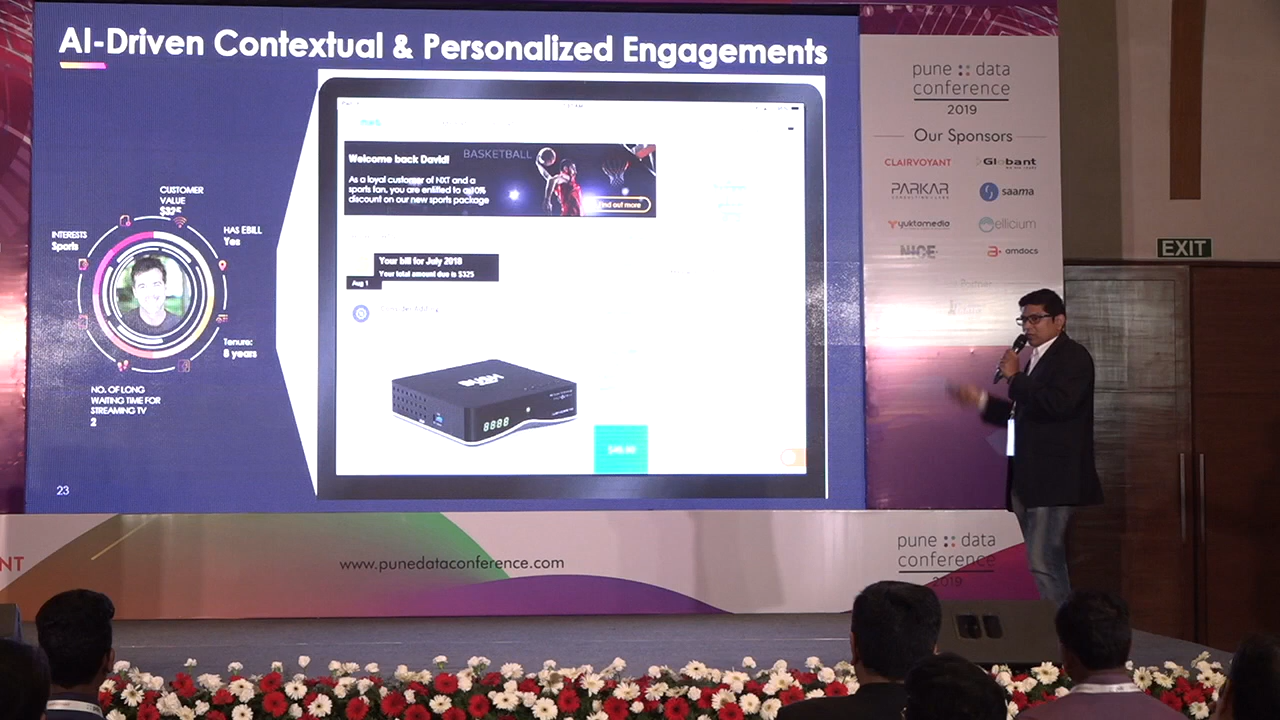 AI-Driven Contextual & Personalized Engagements
CUSTOMER
VALUE
INTERESTS
Sports
HAS EBILL
Yes
Tenure:
8 years
NO. OF LONG
WAITING TIME FOR
STREAMING TV
2
23
Welcome back David!
BASKETBALL
As a loyal customer of NXT and a
sports fan, you are entitled to a 10%
discount on our new sports package
Find out more
Your bill for July 2018
Your total amount due is $325
Aug 1
8888
pune :: data
conference
2019
Our Sponsors
CLAIRVOYANT
Globant
PARKAR
saama
yuktamedia
ellicium
NICE
amdocs
Partner
EXIT
NT
www.punedataconference.com
pune :: data
conference
2019